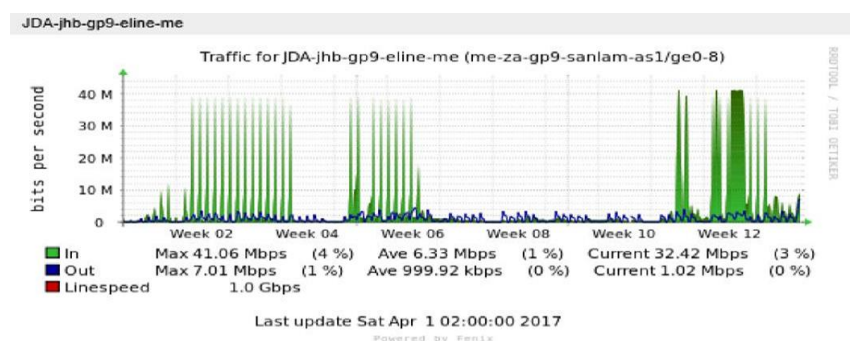 JDA-jhb-gp9-eline-me
Traffic for JDA-jhb-gp9-eline-me (me-za-gp9-sanlam-as1/ge0-8)
RRDTOOL / TOBI OETIKER
bits per second
40 M
30 M
20 M
10 M
0
Week 02 Week 04 Week 06 Week 08 Week 10 Week 12
In Max 41.06 Mbps (4 %) Ave 6.33 Mbps (1 %) Current 32.42 Mbps (3 %)
Out Max 7.01 Mbps (1 %) Ave 999.92 kbps (0 %) Current 1.02 Mbps (0 %)
Linespeed 1.0 Gbps
Last update Sat Apr 1 02:00:00 2017
Powered by Fenix